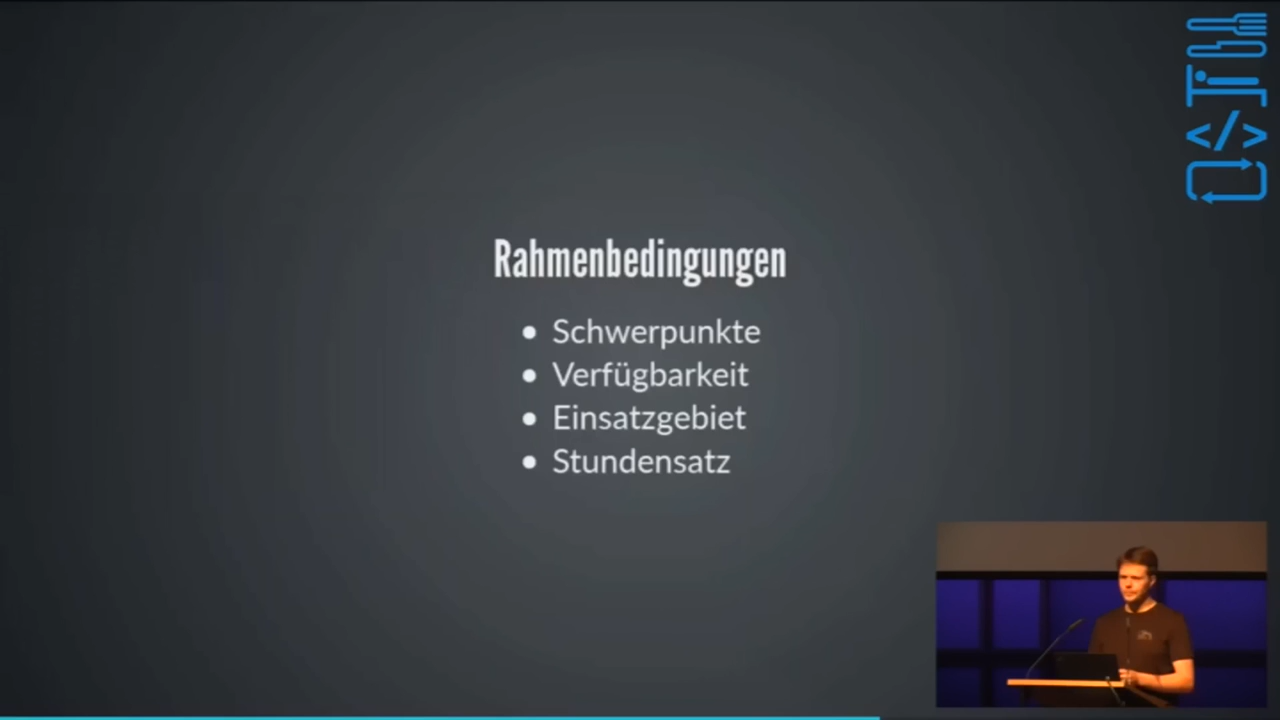 Rahmenbedingungen
Schwerpunkte
Verfügbarkeit
Einsatzgebiet
Stundensatz